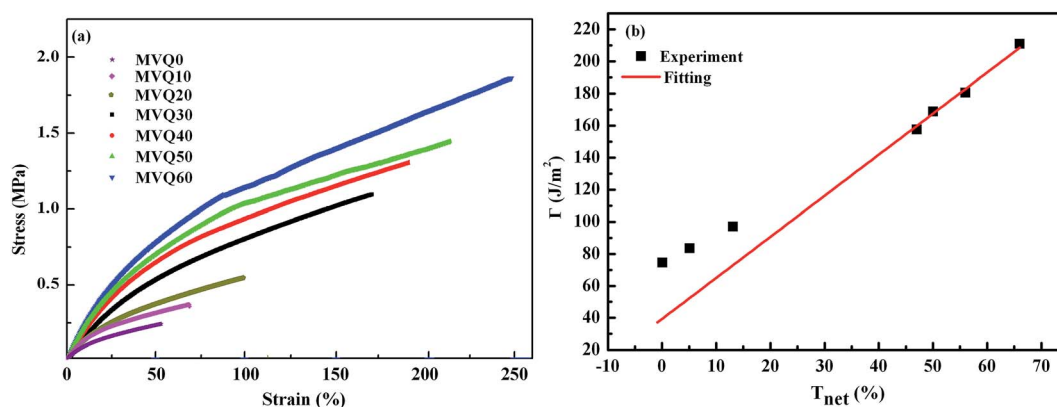 (a)
MVQ0
MVQ10
MVQ20
MVQ30
MVQ40
MVQ50
MVQ60
2.0
1.5
1.0
0.5
Stress (MPa)
0 25 50 100 150 200 250
Strain (%)
(b)
Experiment
Fitting
220
200
180
160
140
120
100
80
60
40
20
Γ (J/m²)
-10 0 10 20 30 40 50 60 70
Tnet (%)